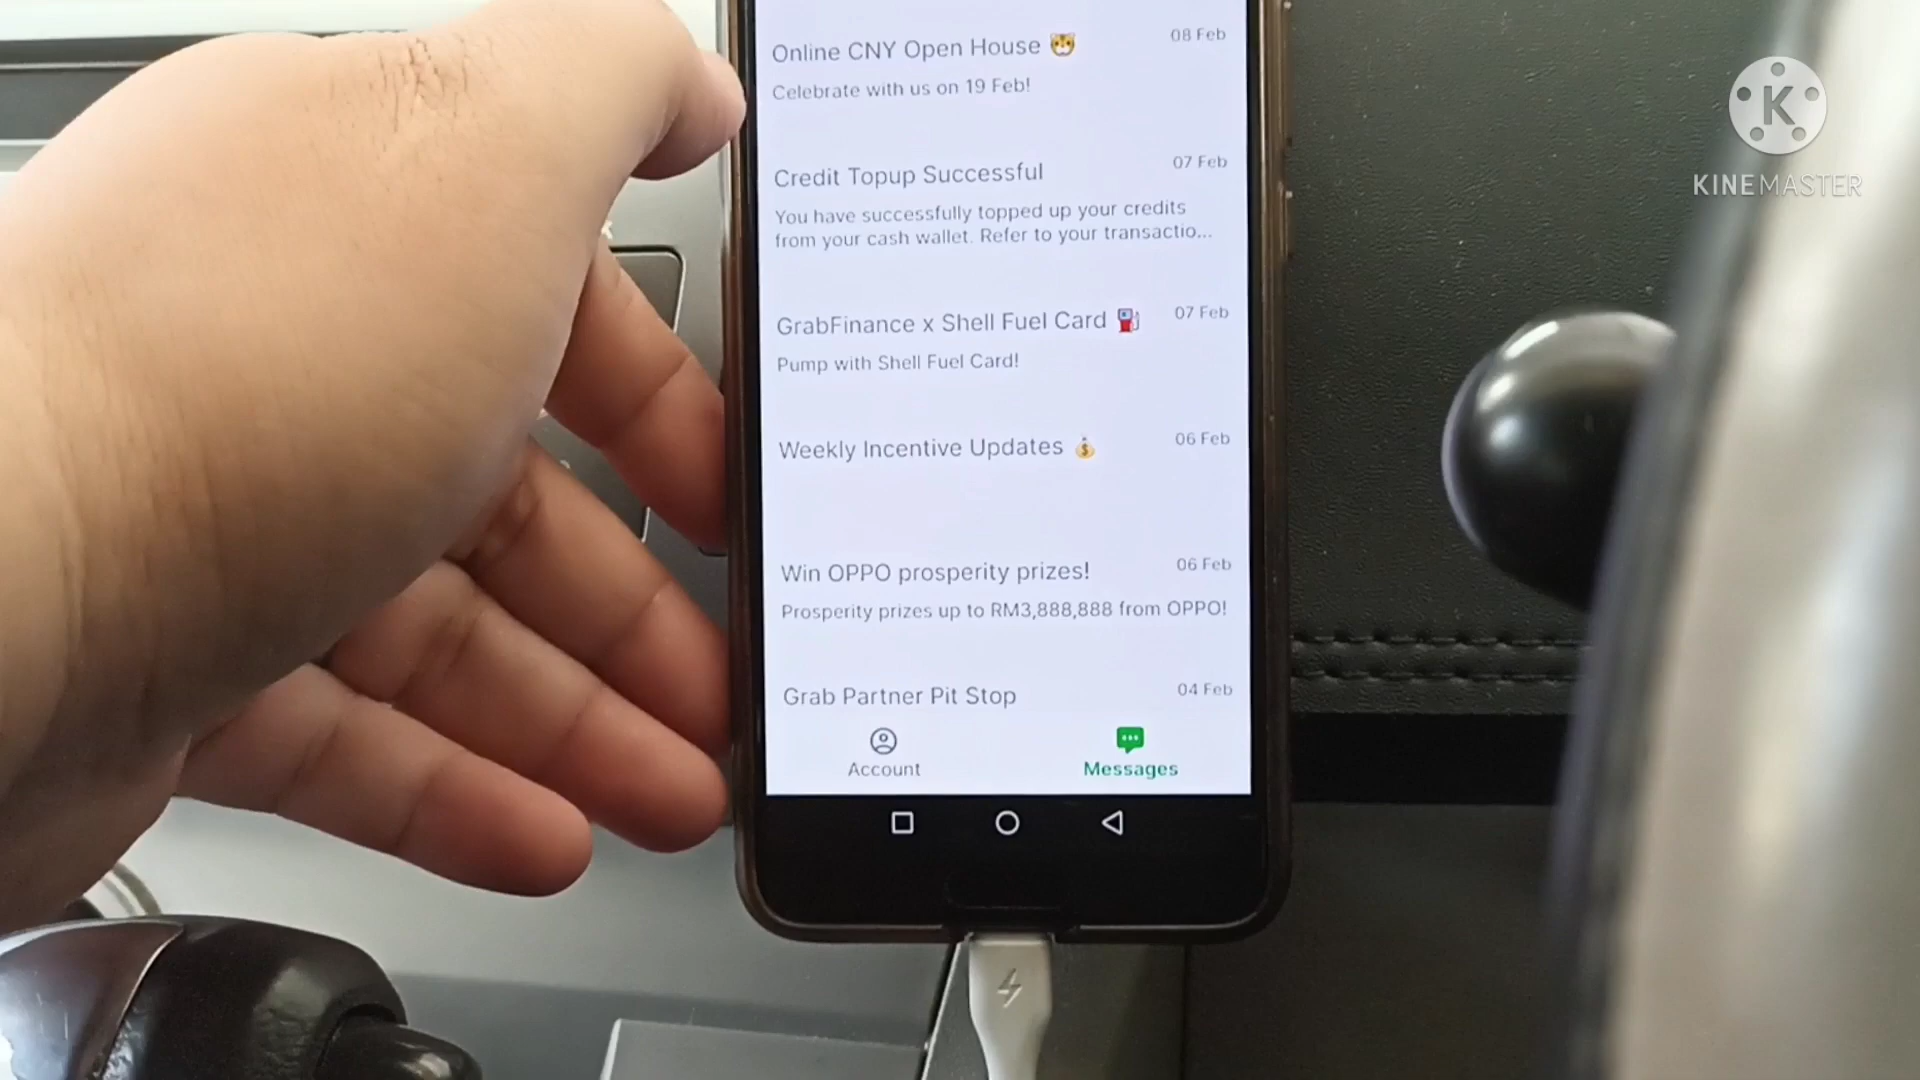 Online CNY Open House 🐯
08 Feb
Celebrate with us on 19 Feb!
Credit Topup Successful
07 Feb
You have successfully topped up your credits
from your cash wallet. Refer to your transactio...
GrabFinance x Shell Fuel Card ⛽
07 Feb
Pump with Shell Fuel Card!
Weekly Incentive Updates 💰
06 Feb
Win OPPO prosperity prizes!
06 Feb
Prosperity prizes up to RM3,888,888 from OPPO!
Grab Partner Pit Stop
04 Feb
Account
Messages
K
KINEMASTER